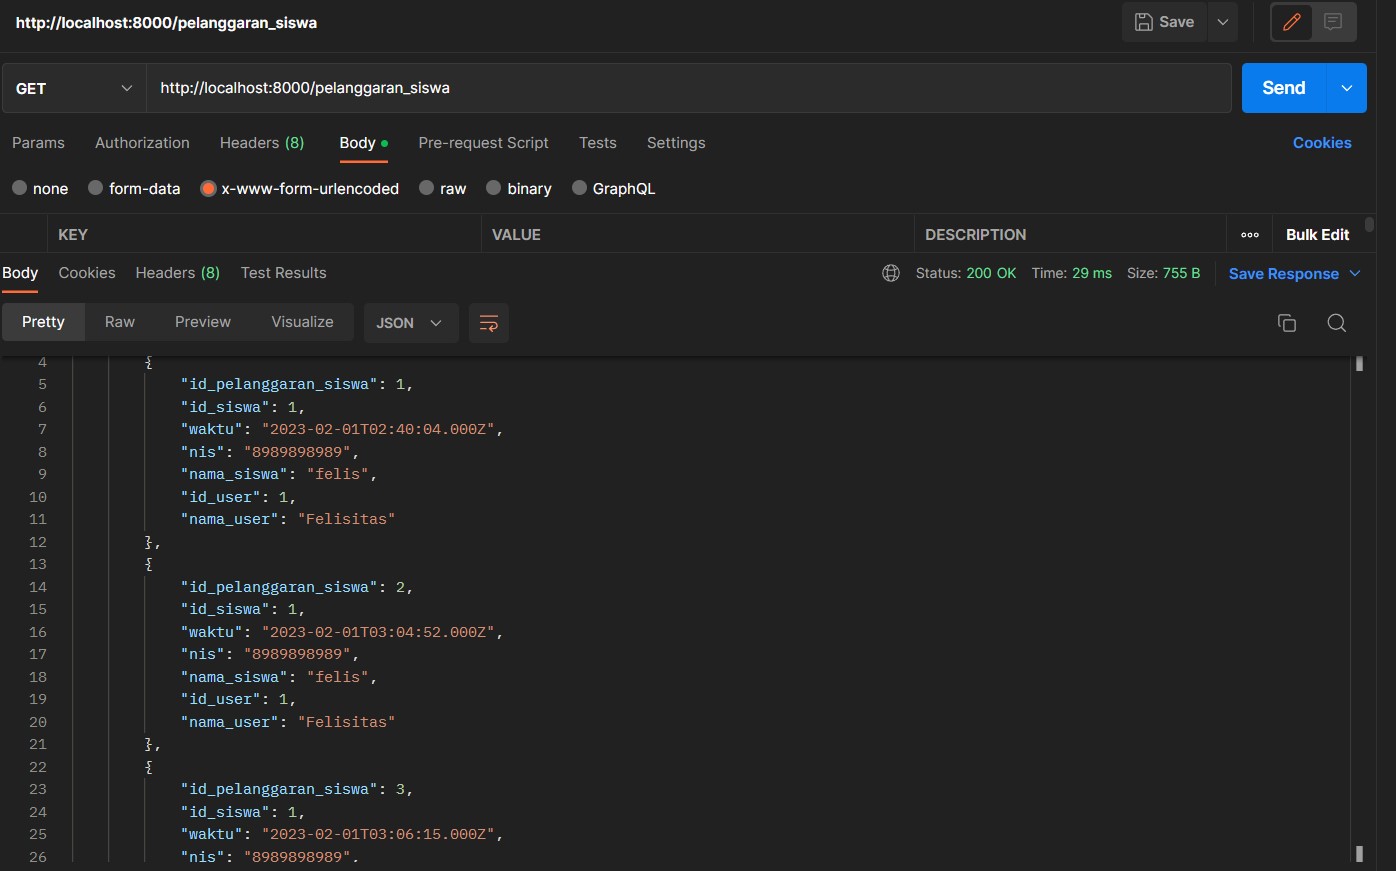 http://localhost:8000/pelanggaran_siswa
Save
GET
http://localhost:8000/pelanggaran_siswa
Send
Params Authorization Headers (8) Body Pre-request Script Tests Settings Cookies
none form-data x-www-form-urlencoded raw binary GraphQL
KEY VALUE DESCRIPTION Bulk Edit
Body Cookies Headers (8) Test Results Status: 200 OK Time: 29 ms Size: 755 B Save Response
Pretty Raw Preview Visualize JSON
4 {
5 "id_pelanggaran_siswa": 1,
6 "id_siswa": 1,
7 "waktu": "2023-02-01T02:40:04.000Z",
8 "nis": "8989898989",
9 "nama_siswa": "felis",
10 "id_user": 1,
11 "nama_user": "Felisitas"
12 },
13 {
14 "id_pelanggaran_siswa": 2,
15 "id_siswa": 1,
16 "waktu": "2023-02-01T03:04:52.000Z",
17 "nis": "8989898989",
18 "nama_siswa": "felis",
19 "id_user": 1,
20 "nama_user": "Felisitas"
21 },
22 {
23 "id_pelanggaran_siswa": 3,
24 "id_siswa": 1,
25 "waktu": "2023-02-01T03:06:15.000Z",
26 "nis": "8989898989",